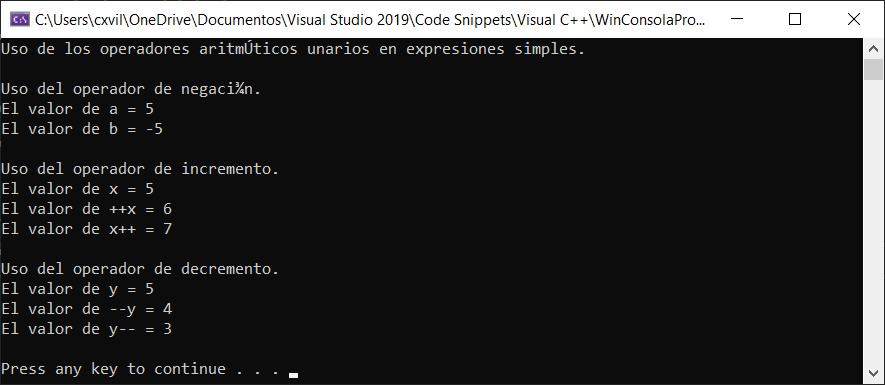 C:\Users\cxvil\OneDrive\Documentos\Visual Studio 2019\Code Snippets\Visual C++\WinConsolaPro...
Uso de los operadores aritmÚticos unarios en expresiones simples.
Uso del operador de negaci¾n.
El valor de a = 5
El valor de b = -5
Uso del operador de incremento.
El valor de x = 5
El valor de ++x = 6
El valor de x++ = 7
Uso del operador de decremento.
El valor de y = 5
El valor de --y = 4
El valor de y-- = 3
Press any key to continue . . .